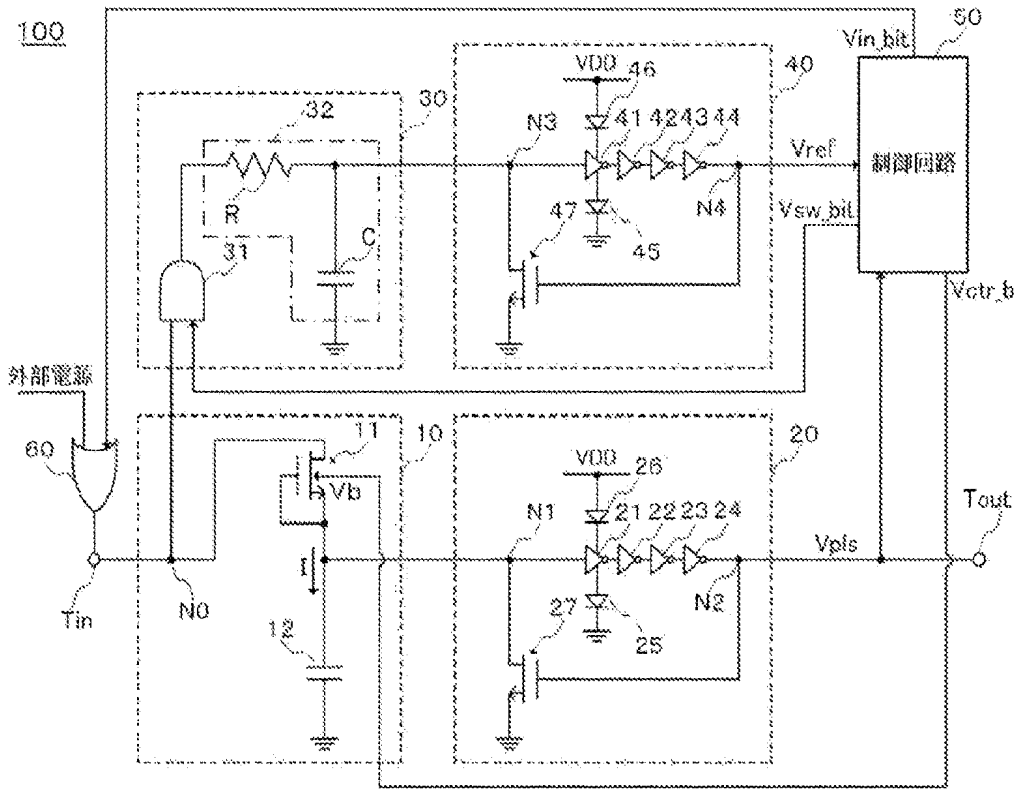 100
50
Vin_bit
VDD
46
40
30
32
N3
41 42 43 44
Vref
制御回路
R
47
N4
Vsw_bit
31
C
45
Vctr_b
外部電源
60
11
10
20
VDD
26
Vb
N1
21 22 23 24
Tout
Vpls
I
Tin
N0
27
N2
12
25